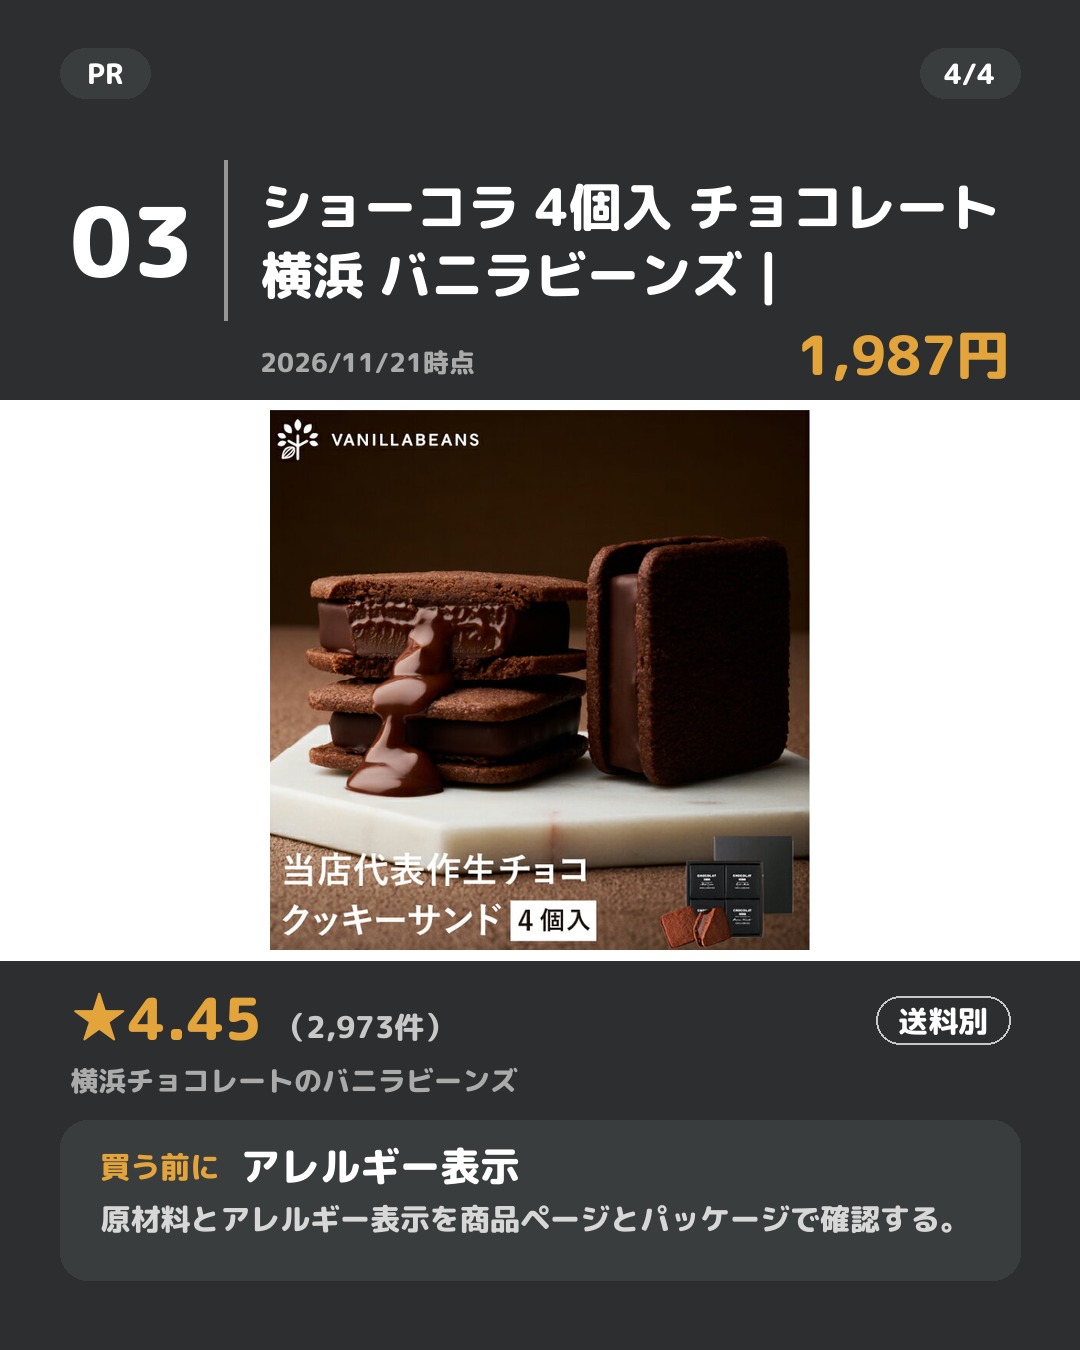 PR
4/4
03
ショーコラ 4個入 チョコレート
横浜 バニラビーンズ |
2026/11/21時点
1,987円
VANILLABEANS
当店代表作生チョコ
クッキーサンド 4個入
CHOCOLAT
CHOCOLAT
CHOCOLAT
★4.45 (2,973件)
送料別
横浜チョコレートのバニラビーンズ
買う前に アレルギー表示
原材料とアレルギー表示を商品ページとパッケージで確認する。